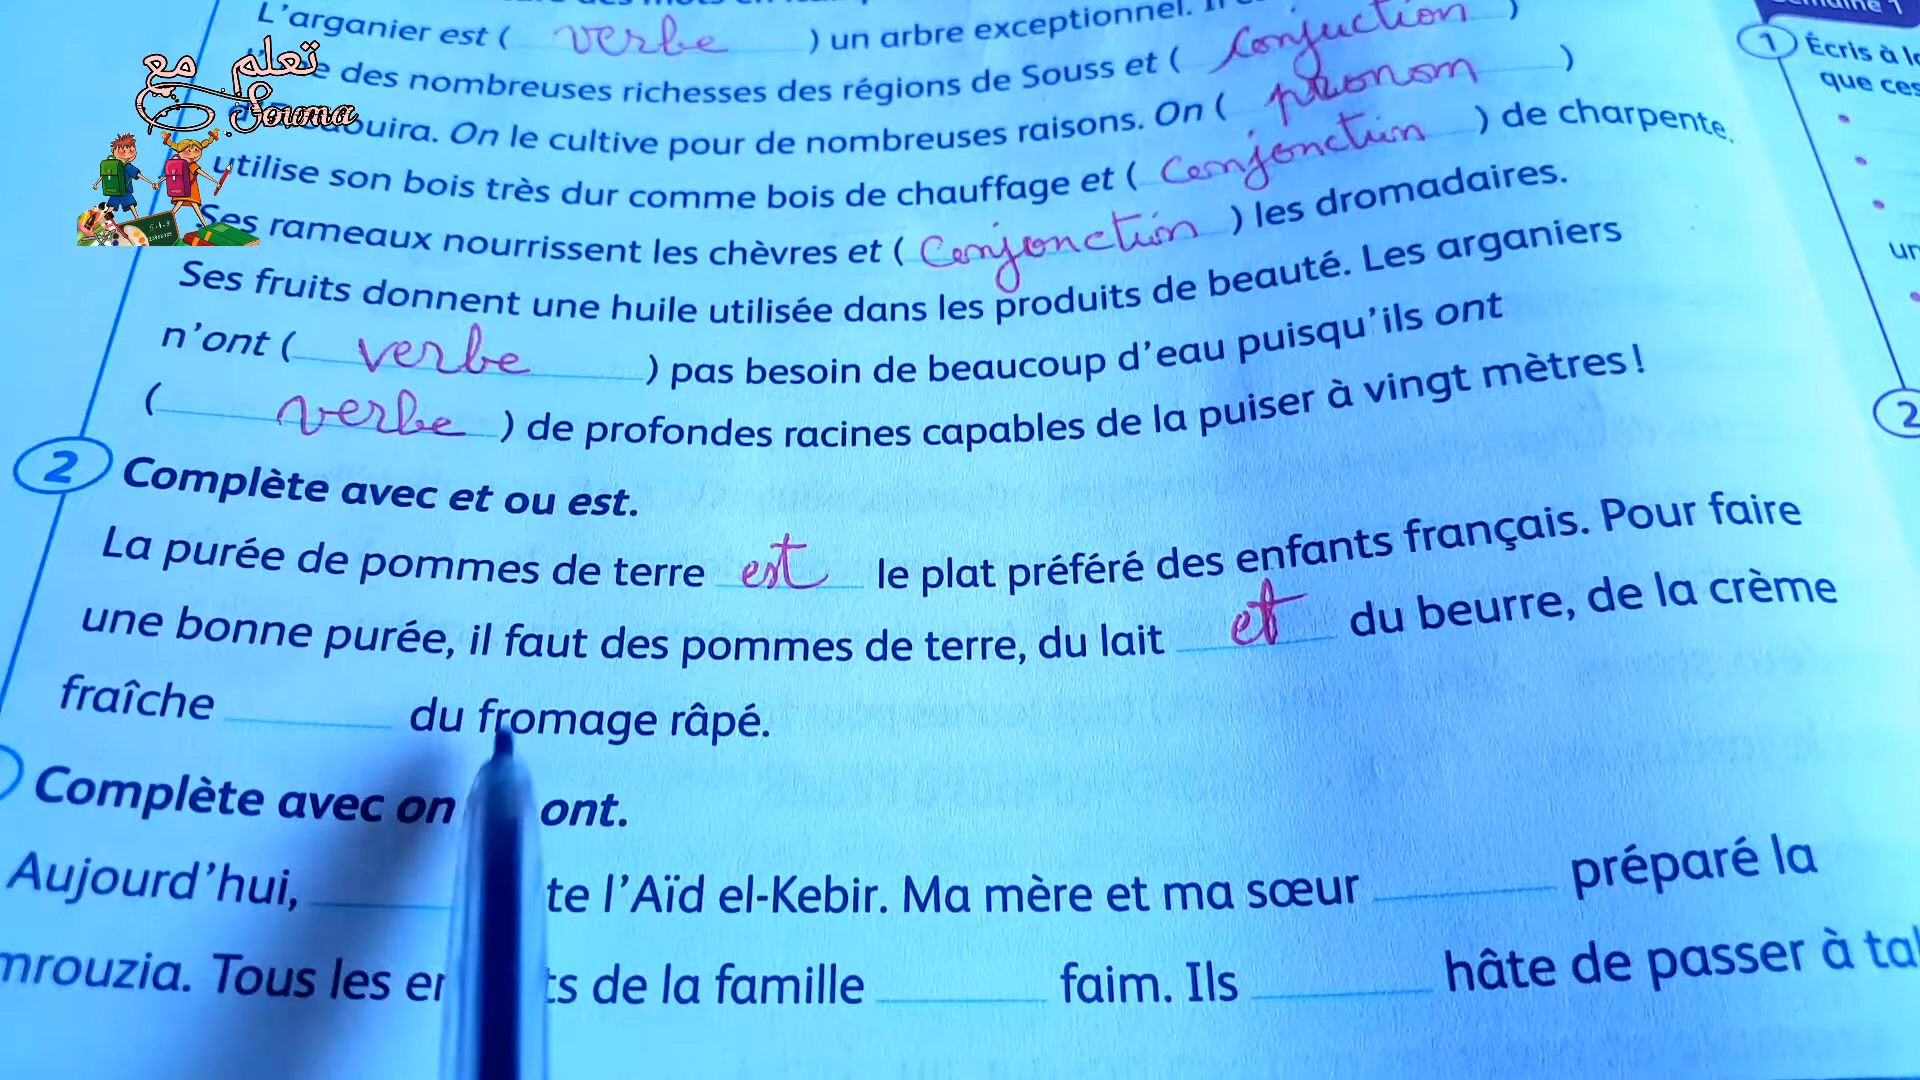 L'arganier est ( verbe ) un arbre exceptionnel.
des nombreuses richesses des régions de Souss et ( Conjuction )
On le cultive pour de nombreuses raisons. On ( pronom )
utilise son bois très dur comme bois de chauffage et ( Conjonction ) de charpente.
Ses rameaux nourrissent les chèvres et ( Conjonction ) les dromadaires.
Ses fruits donnent une huile utilisée dans les produits de beauté. Les arganiers
n'ont ( verbe ) pas besoin de beaucoup d'eau puisqu'ils ont
( verbe ) de profondes racines capables de la puiser à vingt mètres !
2 Complète avec et ou est.
La purée de pommes de terre est le plat préféré des enfants français. Pour faire
une bonne purée, il faut des pommes de terre, du lait et du beurre, de la crème
fraîche ______ du fromage râpé.
Complète avec on ont.
Aujourd'hui, ______ te l'Aïd el-Kebir. Ma mère et ma sœur ______ préparé la
mrouzia. Tous les de la famille ______ faim. Ils ______ hâte de passer à
تعلم مع
Souma
1 Écris à
que ces
2